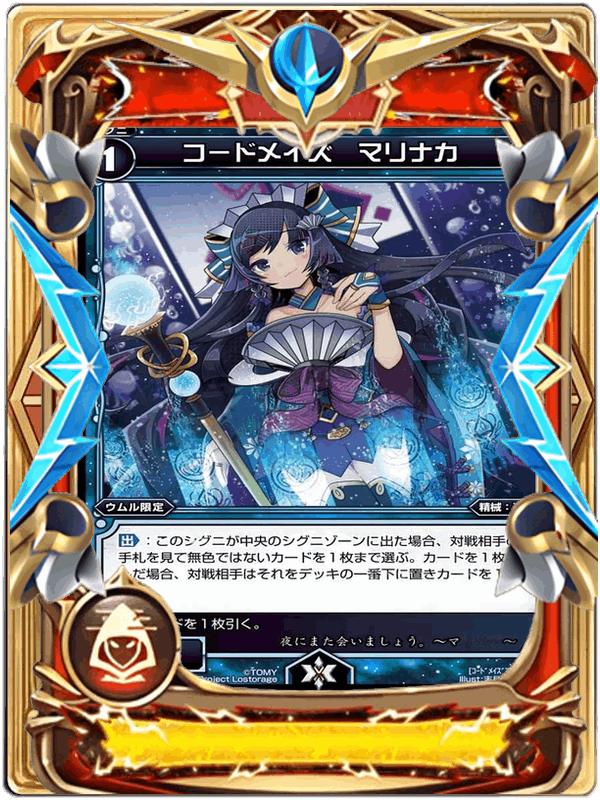 1
コードメイズ マリナカ
ウムル限定
精械:
出:このシグニが中央のシグニゾーンに出た場合、対戦相手の
手札を見て無色ではないカードを1枚まで選ぶ。カードを1枚
だ場合、対戦相手はそれをデッキの一番下に置きカードを1
ドを1枚引く。
夜にまた会いましょう。～マ ～
©TOMY
roject Lostorage
[コードメイズ
illust: